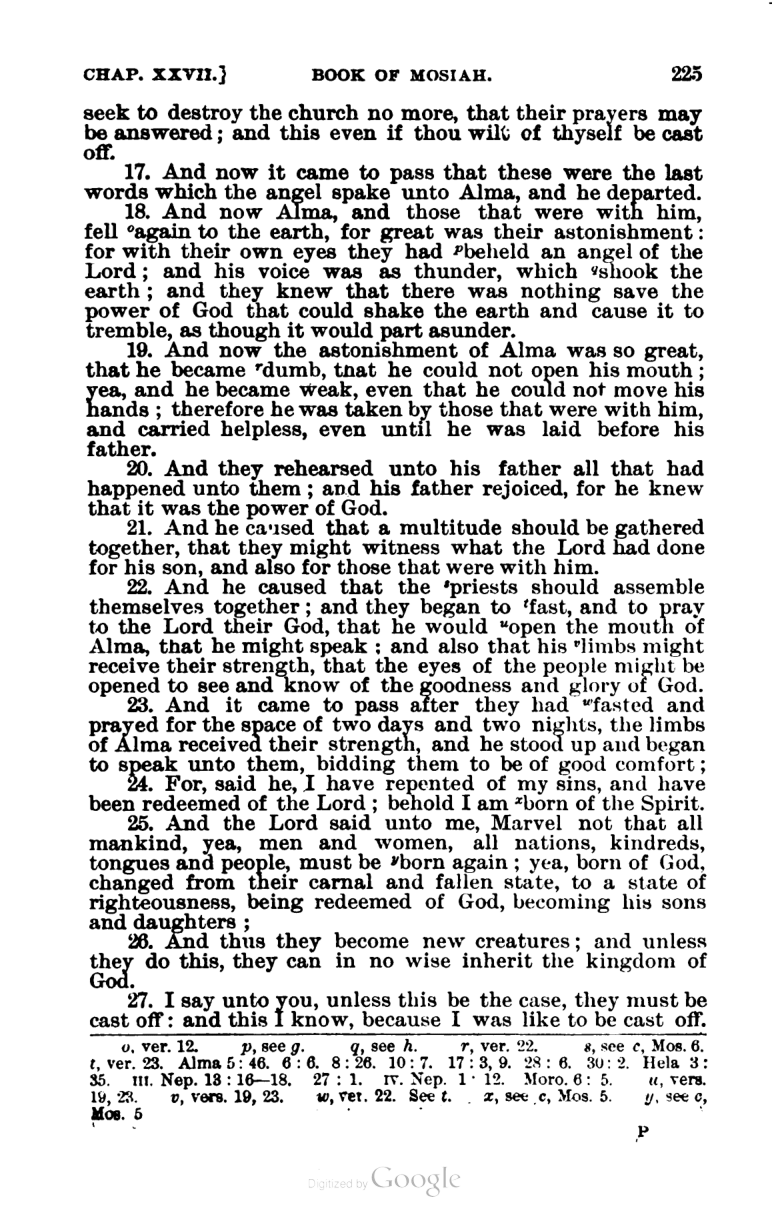 CHAP. XXVII.] BOOK OF MOSIAH. 225
seek to destroy the church no more, that their prayers may
be answered; and this even if thou wilt of thyself be cast
off.
17. And now it came to pass that these were the last
words which the angel spake unto Alma, and he departed.
18. And now Alma, and those that were with him,
fell ᵒagain to the earth, for great was their astonishment:
for with their own eyes they had ᵖbeheld an angel of the
Lord; and his voice was as thunder, which ᑫshook the
earth; and they knew that there was nothing save the
power of God that could shake the earth and cause it to
tremble, as though it would part asunder.
19. And now the astonishment of Alma was so great,
that he became ʳdumb, that he could not open his mouth;
yea, and he became weak, even that he could not move his
hands; therefore he was taken by those that were with him,
and carried helpless, even until he was laid before his
father.
20. And they rehearsed unto his father all that had
happened unto them; and his father rejoiced, for he knew
that it was the power of God.
21. And he caused that a multitude should be gathered
together, that they might witness what the Lord had done
for his son, and also for those that were with him.
22. And he caused that the ˢpriests should assemble
themselves together; and they began to ᵗfast, and to pray
to the Lord their God, that he would ᵘopen the mouth of
Alma, that he might speak; and also that his ᵛlimbs might
receive their strength, that the eyes of the people might be
opened to see and know of the goodness and glory of God.
23. And it came to pass after they had ʷfasted and
prayed for the space of two days and two nights, the limbs
of Alma received their strength, and he stood up and began
to speak unto them, bidding them to be of good comfort;
24. For, said he, I have repented of my sins, and have
been redeemed of the Lord; behold I am ˣborn of the Spirit.
25. And the Lord said unto me, Marvel not that all
mankind, yea, men and women, all nations, kindreds,
tongues and people, must be ʸborn again; yea, born of God,
changed from their carnal and fallen state, to a state of
righteousness, being redeemed of God, becoming his sons
and daughters;
26. And thus they become new creatures; and unless
they do this, they can in no wise inherit the kingdom of
God.
27. I say unto you, unless this be the case, they must be
cast off: and this I know, because I was like to be cast off.
o, ver. 12. p, see g. q, see h. r, ver. 22. s, see c, Mos. 6.
t, ver. 23. Alma 5:46. 6:6. 8:26. 10:7. 17:3, 9. 28:6. 30:2. Hela 3:
35. III. Nep. 13:16—18. 27:1. IV. Nep. 1:12. Moro. 6:5. u, vers.
19, 23. v, vers. 19, 23. w, ver. 22. See t. x, see c, Mos. 5. y, see c,
Mos. 5
P
Digitized by Google